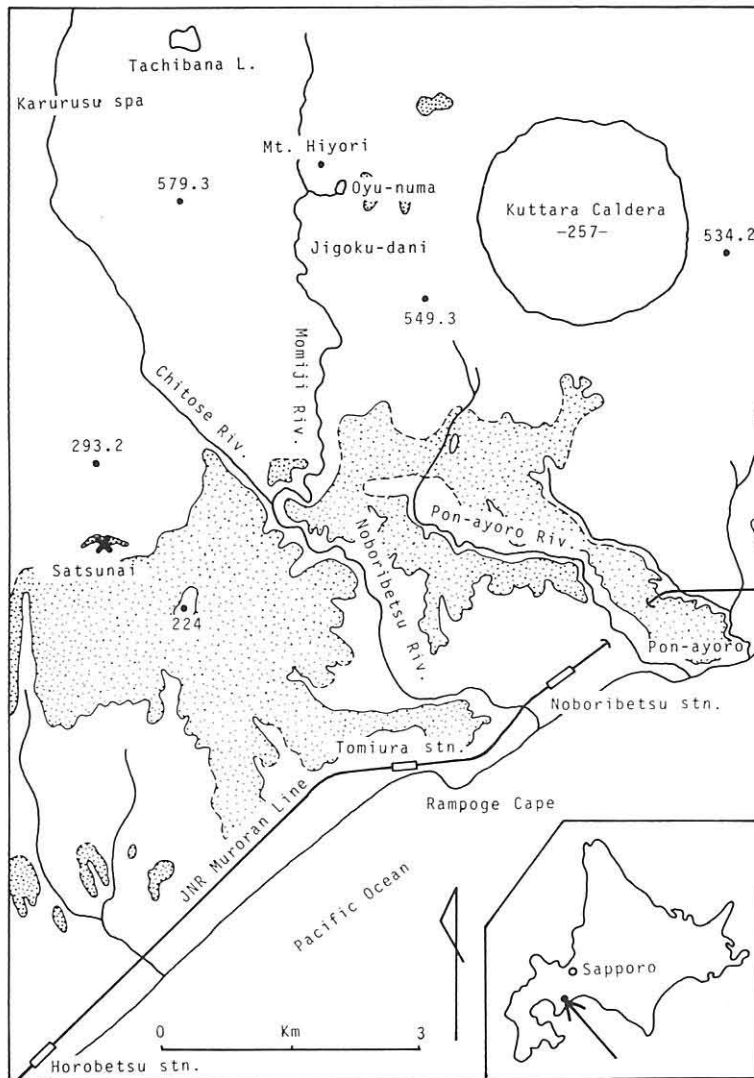 Tachibana L.
Karurusu spa
Mt. Hiyori
579.3
Oyu-numa
Kuttara Caldera
—257—
534.2
Jigoku-dani
549.3
Momiji Riv.
Chitose Riv.
293.2
Pon-ayoro Riv.
Satsunai
Noboribetsu Riv.
224
Pon-ayoro
Noboribetsu stn.
Tomiura stn.
Rampoge Cape
JNR Muroran Line
Pacific Ocean
Sapporo
0 Km 3
Horobetsu stn.